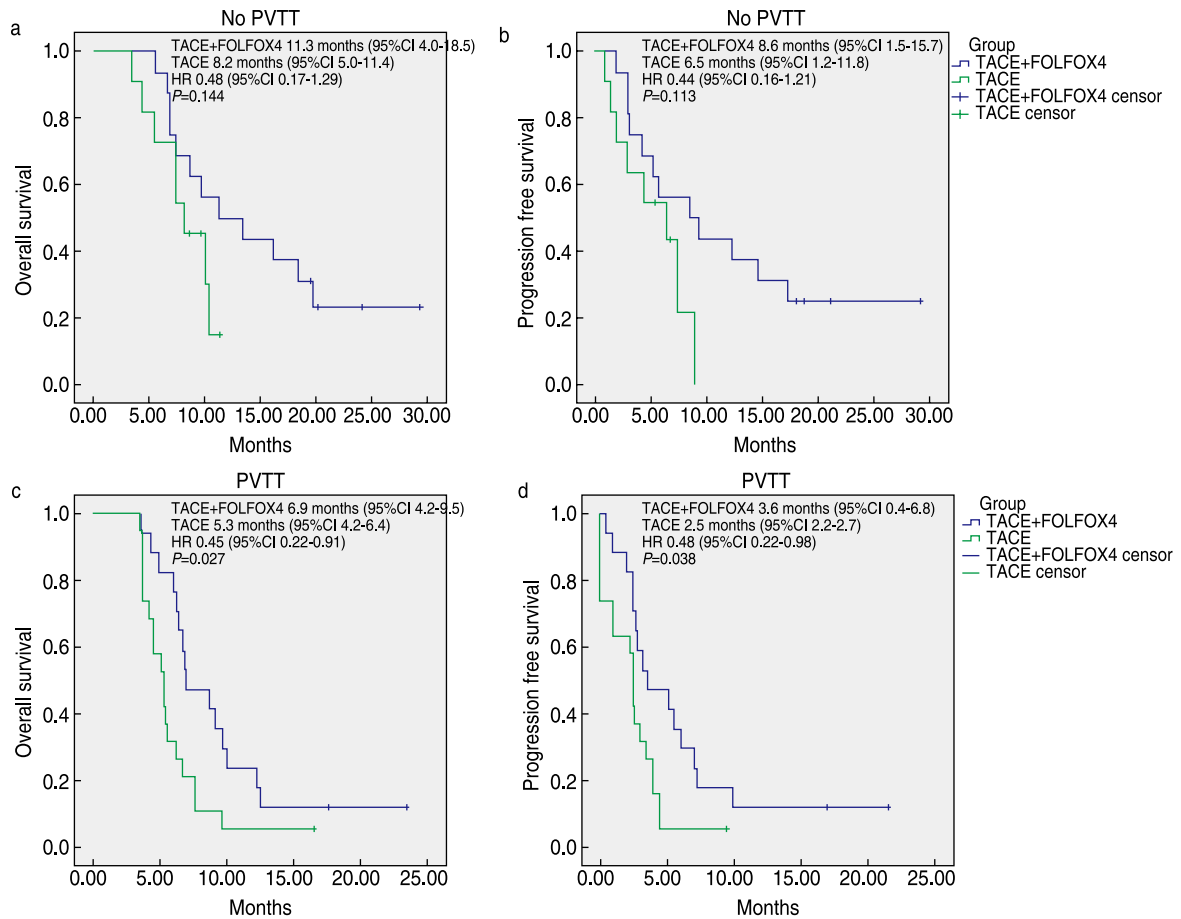 No PVTT
a
TACE+FOLFOX4 11.3 months (95%CI 4.0-18.5)
TACE 8.2 months (95%CI 5.0-11.4)
HR 0.48 (95%CI 0.17-1.29)
P=0.144
1.0
0.8
0.6
0.4
0.2
0.0
Overall survival
0.00 5.00 10.00 15.00 20.00 25.00 30.00
Months
No PVTT
b
TACE+FOLFOX4 8.6 months (95%CI 1.5-15.7)
TACE 6.5 months (95%CI 1.2-11.8)
HR 0.44 (95%CI 0.16-1.21)
P=0.113
1.0
0.8
0.6
0.4
0.2
0.0
Progression free survival
0.00 5.00 10.00 15.00 20.00 25.00 30.00
Months
Group
TACE+FOLFOX4
TACE
TACE+FOLFOX4 censor
TACE censor
PVTT
c
TACE+FOLFOX4 6.9 months (95%CI 4.2-9.5)
TACE 5.3 months (95%CI 4.2-6.4)
HR 0.45 (95%CI 0.22-0.91)
P=0.027
1.0
0.8
0.6
0.4
0.2
0.0
Overall survival
0.00 5.00 10.00 15.00 20.00 25.00
Months
PVTT
d
TACE+FOLFOX4 3.6 months (95%CI 0.4-6.8)
TACE 2.5 months (95%CI 2.2-2.7)
HR 0.48 (95%CI 0.22-0.98)
P=0.038
1.0
0.8
0.6
0.4
0.2
0.0
Progression free survival
0.00 5.00 10.00 15.00 20.00 25.00
Months
Group
TACE+FOLFOX4
TACE
TACE+FOLFOX4 censor
TACE censor